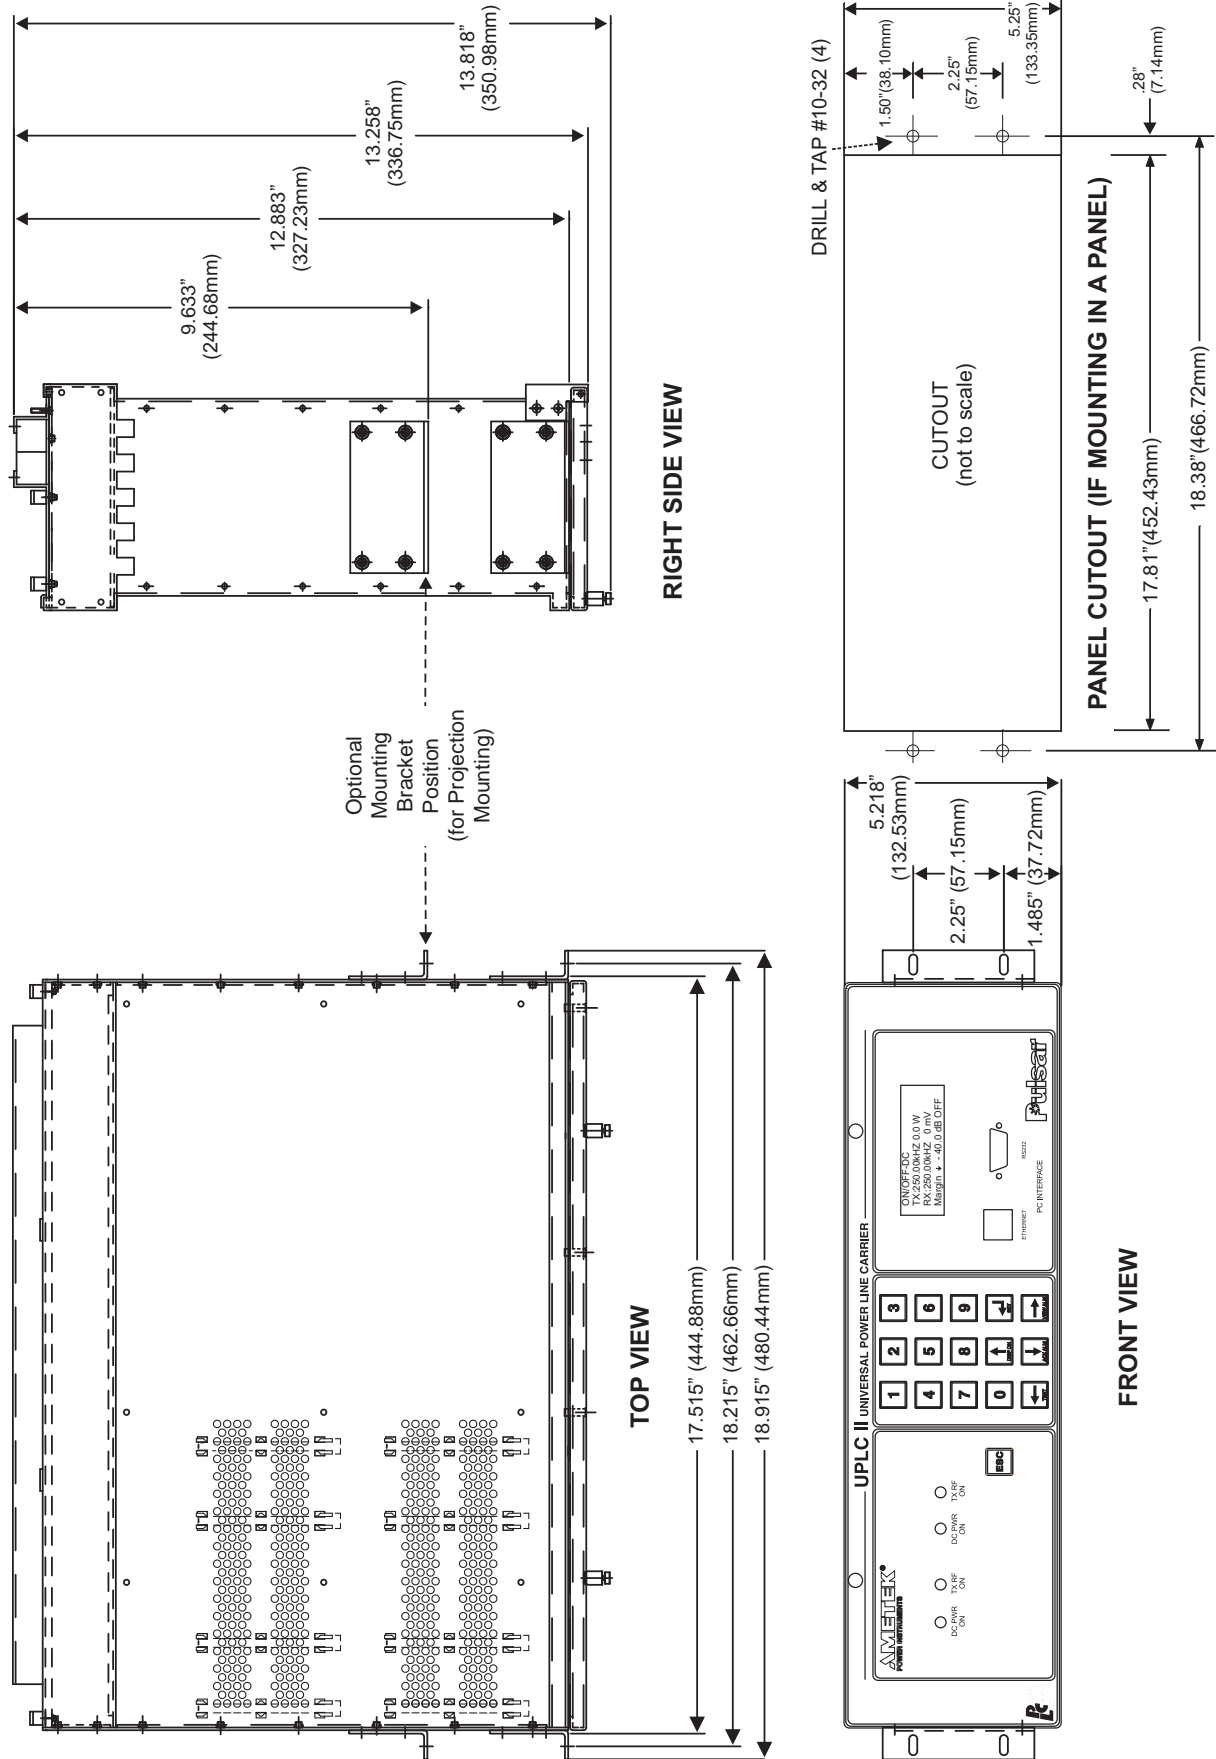 9.633"
(244.68mm)
12.883"
(327.23mm)
13.258"
(336.75mm)
13.818"
(350.98mm)
RIGHT SIDE VIEW
Optional
Mounting
Bracket
Position
(for Projection
Mounting)
TOP VIEW
17.515" (444.88mm)
18.215" (462.66mm)
18.915" (480.44mm)
DRILL & TAP #10-32 (4)
1.50"(38.10mm)
2.25"
(57.15mm)
5.25"
(133.35mm)
.28"
(7.14mm)
CUTOUT
(not to scale)
PANEL CUTOUT (IF MOUNTING IN A PANEL)
17.81"(452.43mm)
18.38"(466.72mm)
5.218"
(132.53mm)
2.25" (57.15mm)
1.485" (37.72mm)
UPLC II UNIVERSAL POWER LINE CARRIER
AMETEK®
POWER INSTRUMENTS
DC PWR
ON
TX RF
ON
DC PWR
ON
TX RF
ON
ESC
1 2 3
4 5 6
7 8 9
0
ON/OFF-DC
TX:250.00kHZ 0.0 W
RX:250.00kHZ 0 mV
Margin ↓ - 40.0 dB OFF
ETHERNET
RS232
PC INTERFACE
Pulsar
FRONT VIEW